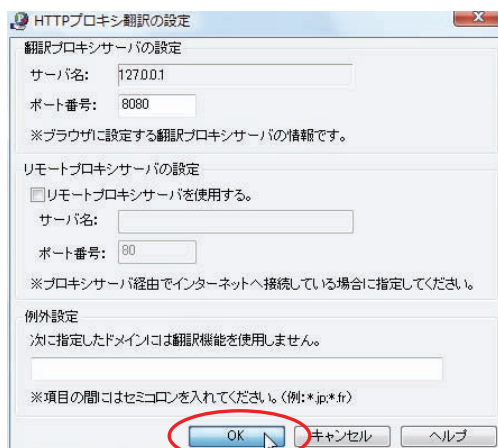 HTTPプロキシ翻訳の設定
翻訳プロキシサーバの設定
サーバ名: 127.0.0.1
ポート番号: 8080
※ブラウザに設定する翻訳プロキシサーバの情報です。
リモートプロキシサーバの設定
リモートプロキシサーバを使用する。
サーバ名:
ポート番号: 80
※プロキシサーバ経由でインターネットへ接続している場合に指定してください。
例外設定
次に指定したドメインには翻訳機能を使用しません。
※項目の間にはセミコロンを入れてください。(例:*.jp;*.fr)
OK キャンセル ヘルプ